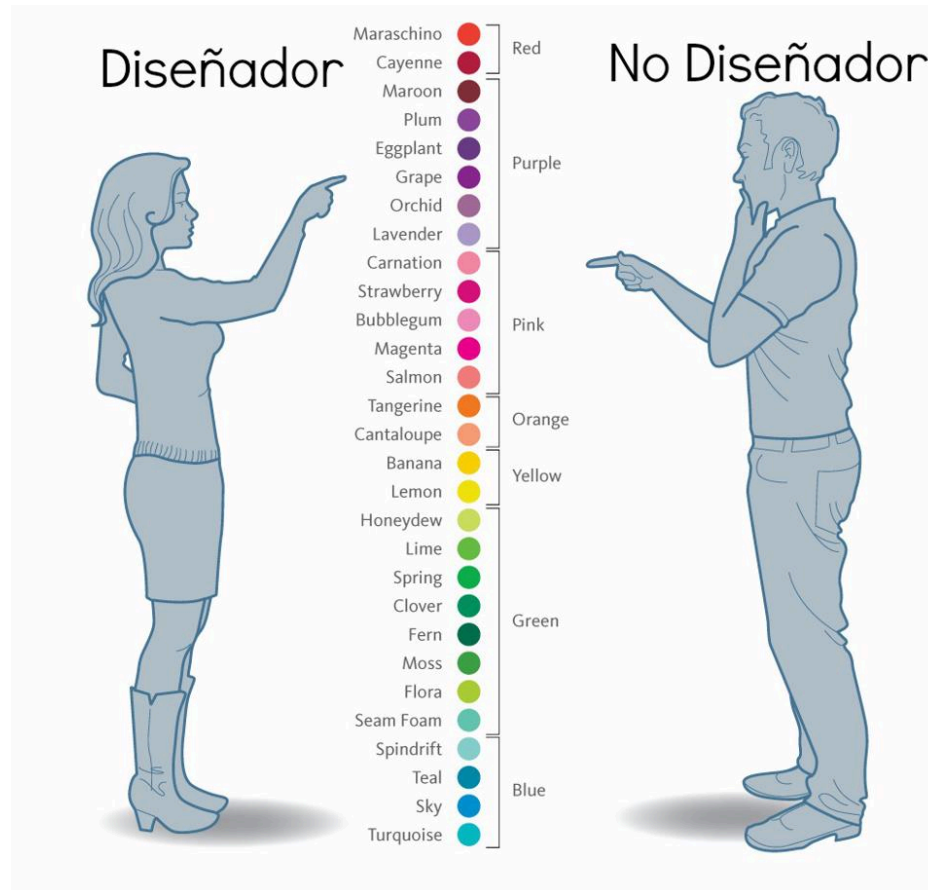 Diseñador
No Diseñador
Maraschino
Cayenne
Red
Maroon
Plum
Eggplant
Grape
Orchid
Lavender
Purple
Carnation
Strawberry
Bubblegum
Magenta
Salmon
Pink
Tangerine
Cantaloupe
Orange
Banana
Lemon
Yellow
Honeydew
Lime
Spring
Clover
Fern
Moss
Flora
Seam Foam
Green
Spindrift
Teal
Sky
Turquoise
Blue